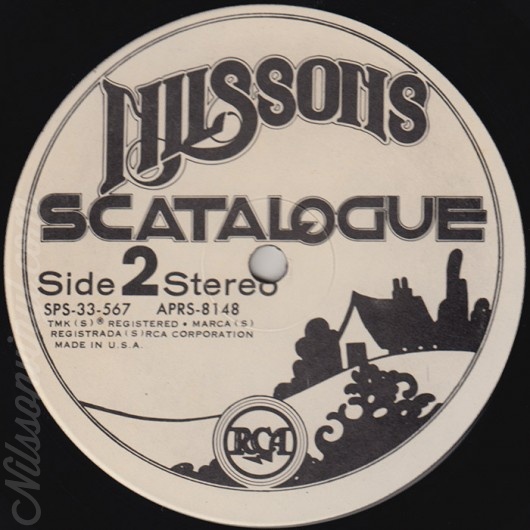 NILSSONS
SCATALOGUE
Side 2 Stereo
SPS-33-567 APRS-8148
TMK (S) ® REGISTERED • MARCA (S)
REGISTRADA (S) RCA CORPORATION
MADE IN U.S.A.
RCA